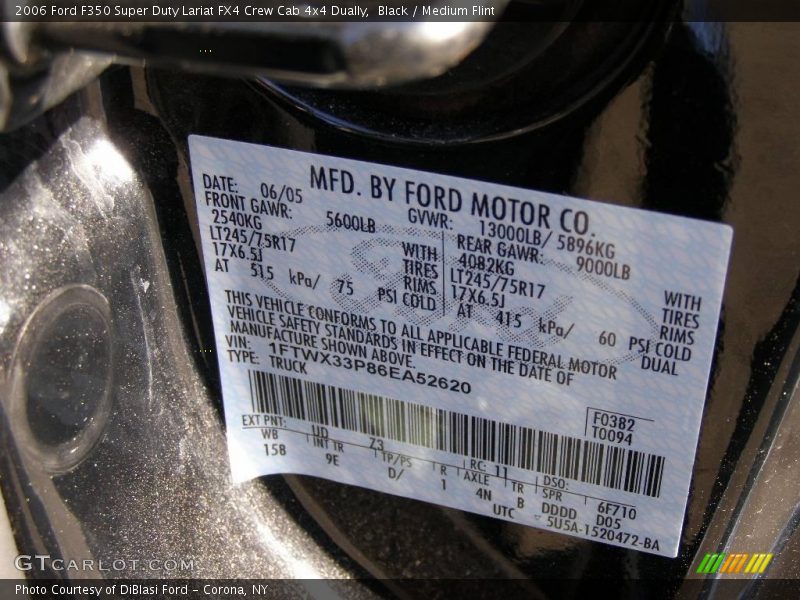 2006 Ford F350 Super Duty Lariat FX4 Crew Cab 4x4 Dually, Black / Medium Flint
MFD. BY FORD MOTOR CO.
DATE: 06/05 GVWR: 13000LB/ 5896KG
FRONT GAWR: 5600LB REAR GAWR: 9000LB
2540KG WITH 4082KG WITH
LT245/75R17 TIRES LT245/75R17 TIRES
17X6.5J RIMS 17X6.5J RIMS
AT 515 kPa/ 75 PSI COLD AT 415 kPa/ 60 PSI COLD
DUAL
THIS VEHICLE CONFORMS TO ALL APPLICABLE FEDERAL MOTOR
VEHICLE SAFETY STANDARDS IN EFFECT ON THE DATE OF
MANUFACTURE SHOWN ABOVE.
VIN: 1FTWX33P86EA52620
TYPE: TRUCK
F0382
T0094
EXT PNT: UD Z3 RC: 11 DSO:
WB INT TR TP/PS R AXLE TR SPR 6F710
15B 9E D/ 1 4N B DDDD D05
UTC 5U5A-1520472-BA
GTCARLOT.COM
Photo Courtesy of DiBlasi Ford - Corona, NY